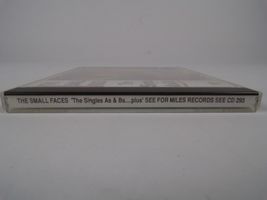 THE SMALL FACES 'The Singles As & Bs....plus' SEE FOR MILES RECORDS SEE CD 293